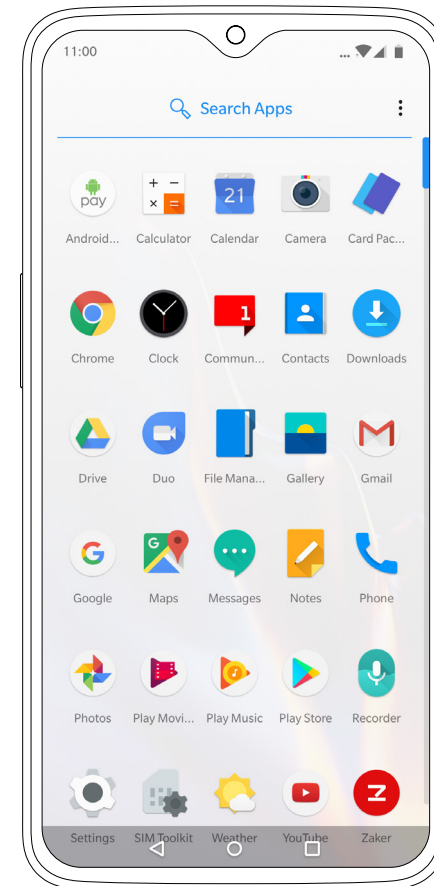 11:00
Search Apps
pay
21
Android... Calculator Calendar Camera Card Pac...
1
Chrome Clock Commun... Contacts Downloads
Drive Duo File Mana... Gallery Gmail
G G
Google Maps Messages Notes Phone
Photos Play Movi... Play Music Play Store Recorder
Settings SIM Toolkit Weather YouTube Zaker